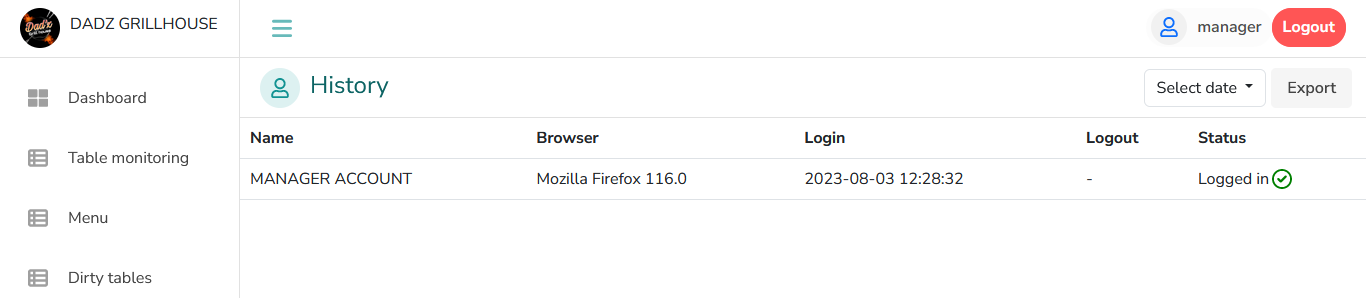 Dad'z
DADZ GRILLHOUSE
manager
Logout
Dashboard
Table monitoring
Menu
Dirty tables
History
Select date
Export
Name Browser Login Logout Status
MANAGER ACCOUNT Mozilla Firefox 116.0 2023-08-03 12:28:32 - Logged in